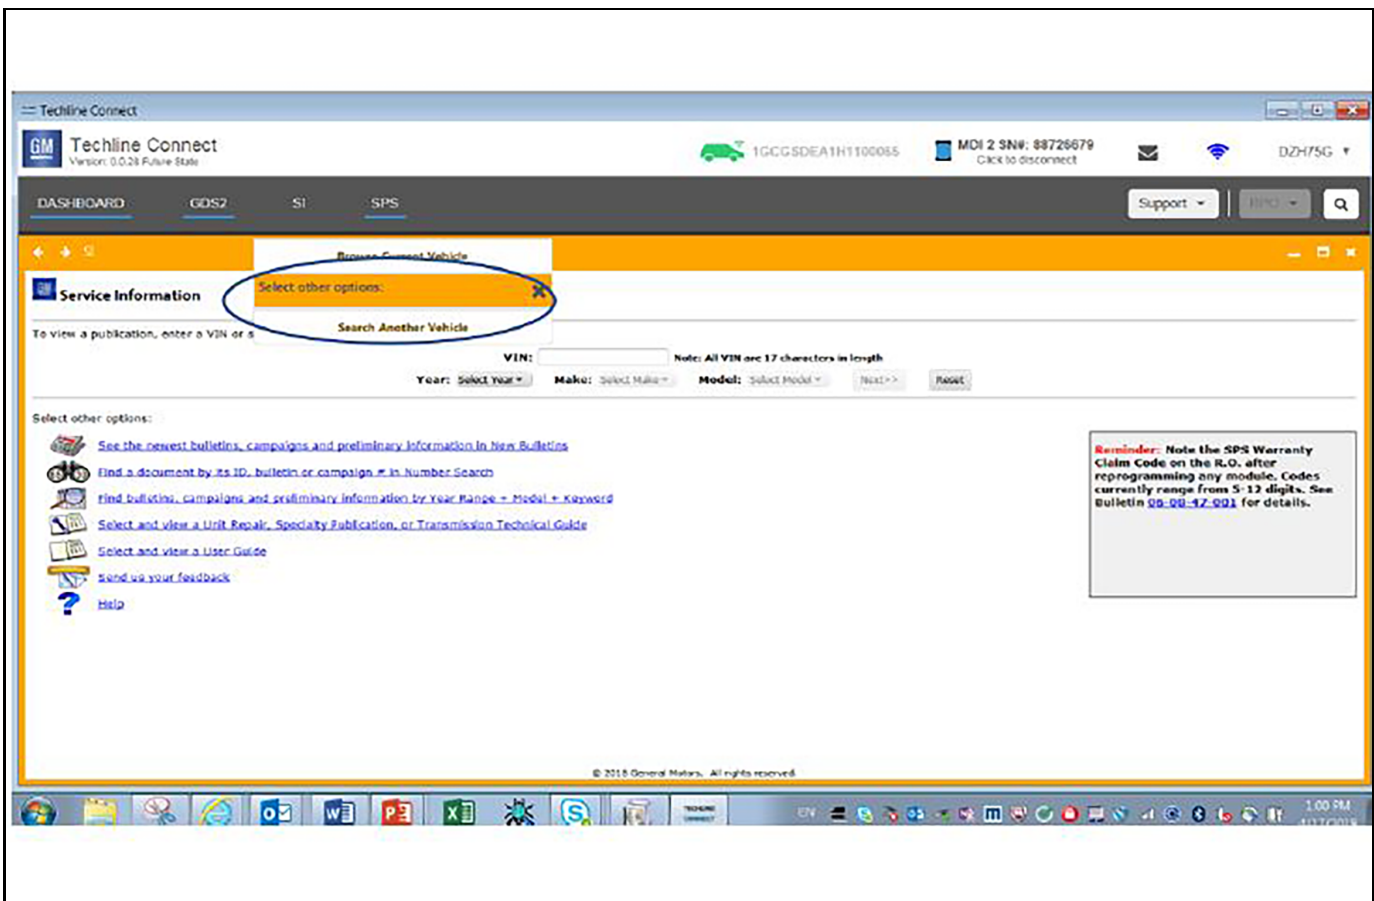 Techline Connect
GM
Techline Connect
Version: 0.0.28 Future State
1GCGSDEA1H1100065
MDI 2 SN#: 88726679
Click to disconnect
DZH75G
DASHBOARD GDS2 SI SPS
Support
SI
Browse Current Vehicle
Select other options:
Search Another Vehicle
GM
Service Information
To view a publication, enter a VIN or s
VIN: Note: All VIN are 17 characters in length
Year: Select Year Make: Select Make Model: Select Model Next>> Reset
Select other options:
See the newest bulletins, campaigns and preliminary information in New Bulletins
Find a document by its ID, bulletin or campaign # in Number Search
Find bulletins, campaigns and preliminary information by Year Range + Model + Keyword
Select and view a Unit Repair, Specialty Publication, or Transmission Technical Guide
Select and view a User Guide
Send us your feedback
Help
Reminder: Note the SPS Warranty
Claim Code on the R.O. after
reprogramming any module. Codes
currently range from 5-12 digits. See
Bulletin 06-08-47-001 for details.
© 2018 General Motors. All rights reserved.
TECHLINE
CONNECT
EN
1:00 PM